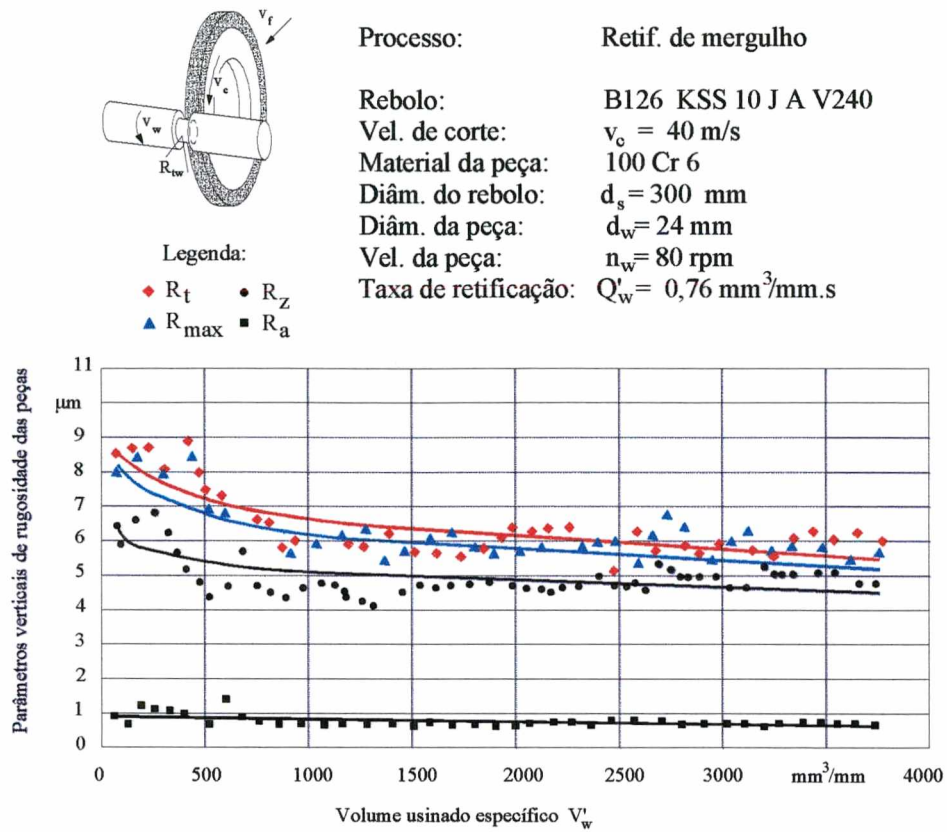 v_f
v_c
v_w
R_tw
Processo: Retif. de mergulho
Rebolo: B126 KSS 10 J A V240
Vel. de corte: v_c = 40 m/s
Material da peça: 100 Cr 6
Diâm. do rebolo: d_s= 300 mm
Diâm. da peça: d_w= 24 mm
Vel. da peça: n_w= 80 rpm
Taxa de retificação: Q'_w= 0,76 mm³/mm.s
Legenda:
R_t R_z
R_max R_a
Parâmetros verticais de rugosidade das peças
11
µm
9
8
7
6
5
4
3
2
1
0
0 500 1000 1500 2000 2500 3000 mm³/mm 4000
Volume usinado específico V'_w